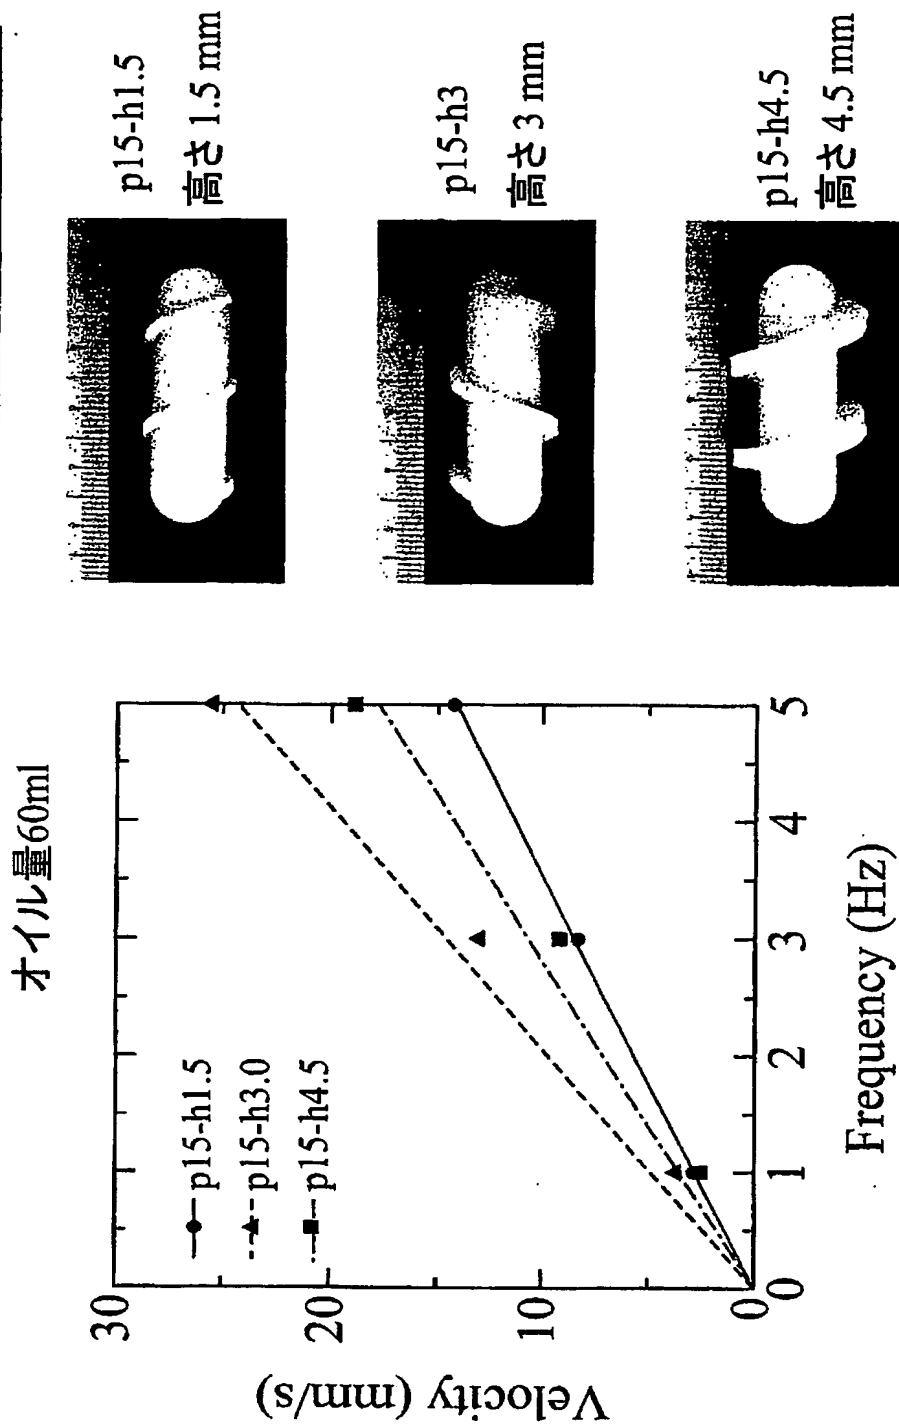 オイル量60ml
30
20
10
0
Velocity (mm/s)
p15-h1.5
p15-h3.0
p15-h4.5
0
1
2
3
4
5
Frequency (Hz)
p15-h1.5
高さ 1.5 mm
p15-h3
高さ 3 mm
p15-h4.5
高さ 4.5 mm